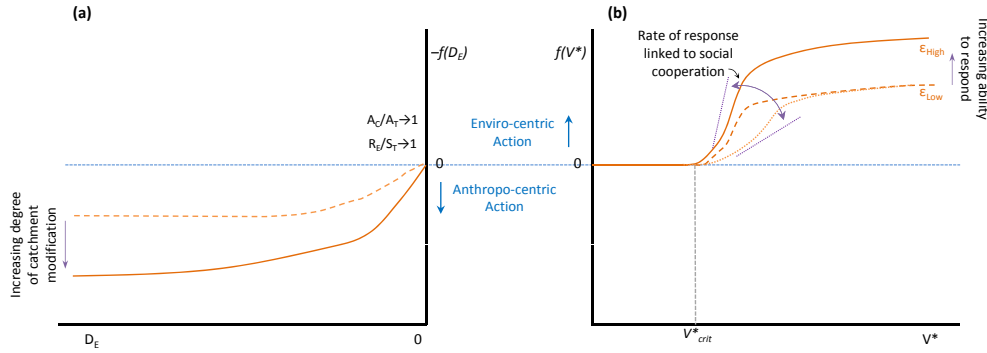 (a)
–f(D_E)
A_C/A_T→1
R_E/S_T→1
0
Increasing degree
of catchment
modification
D_E
0
Enviro-centric
Action
Anthropo-centric
Action
(b)
f(V*)
0
Rate of response
linked to social
cooperation
ε_High
ε_Low
Increasing ability
to respond
V*_crit
V*